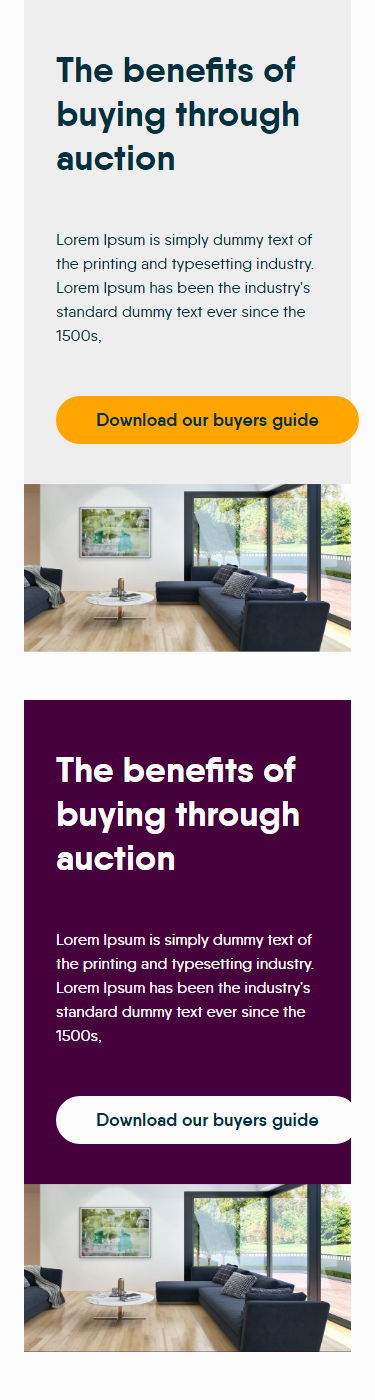 The benefits of
buying through
auction
Lorem Ipsum is simply dummy text of
the printing and typesetting industry.
Lorem Ipsum has been the industry's
standard dummy text ever since the
1500s,
Download our buyers guide
The benefits of
buying through
auction
Lorem Ipsum is simply dummy text of
the printing and typesetting industry.
Lorem Ipsum has been the industry's
standard dummy text ever since the
1500s,
Download our buyers guide